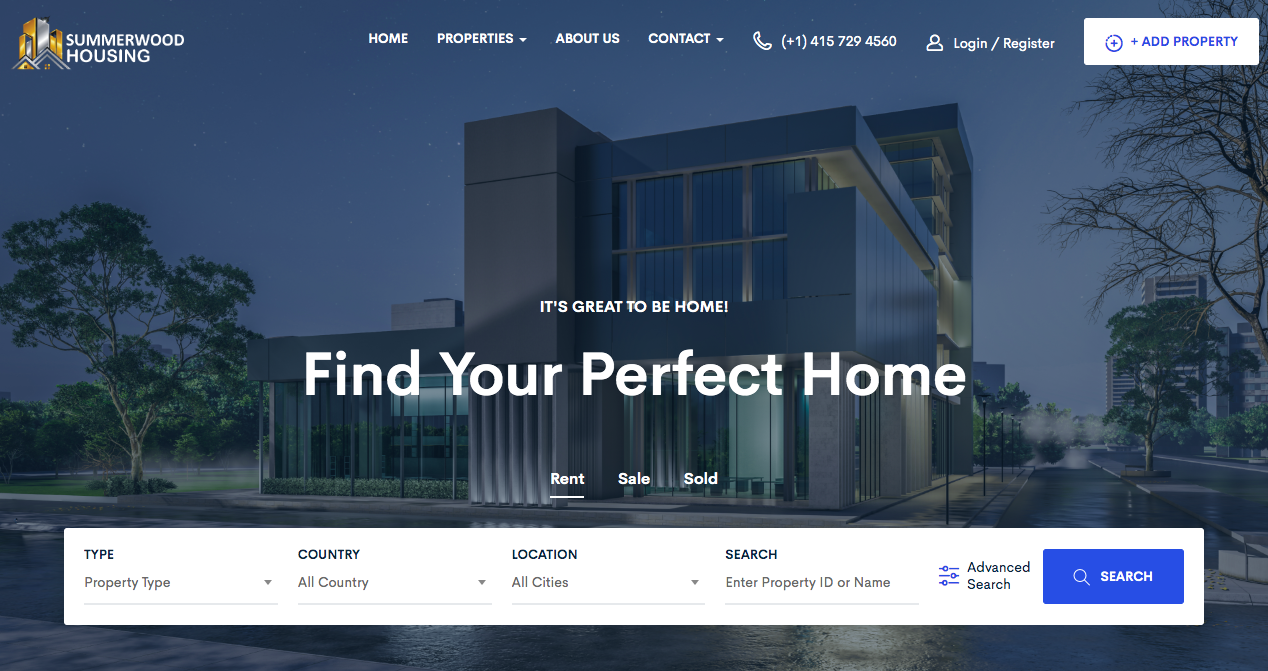 SUMMERWOOD
HOUSING
HOME
PROPERTIES
ABOUT US
CONTACT
(+1) 415 729 4560
Login / Register
+ ADD PROPERTY
IT'S GREAT TO BE HOME!
Find Your Perfect Home
Rent
Sale
Sold
TYPE
Property Type
COUNTRY
All Country
LOCATION
All Cities
SEARCH
Enter Property ID or Name
Advanced
Search
SEARCH